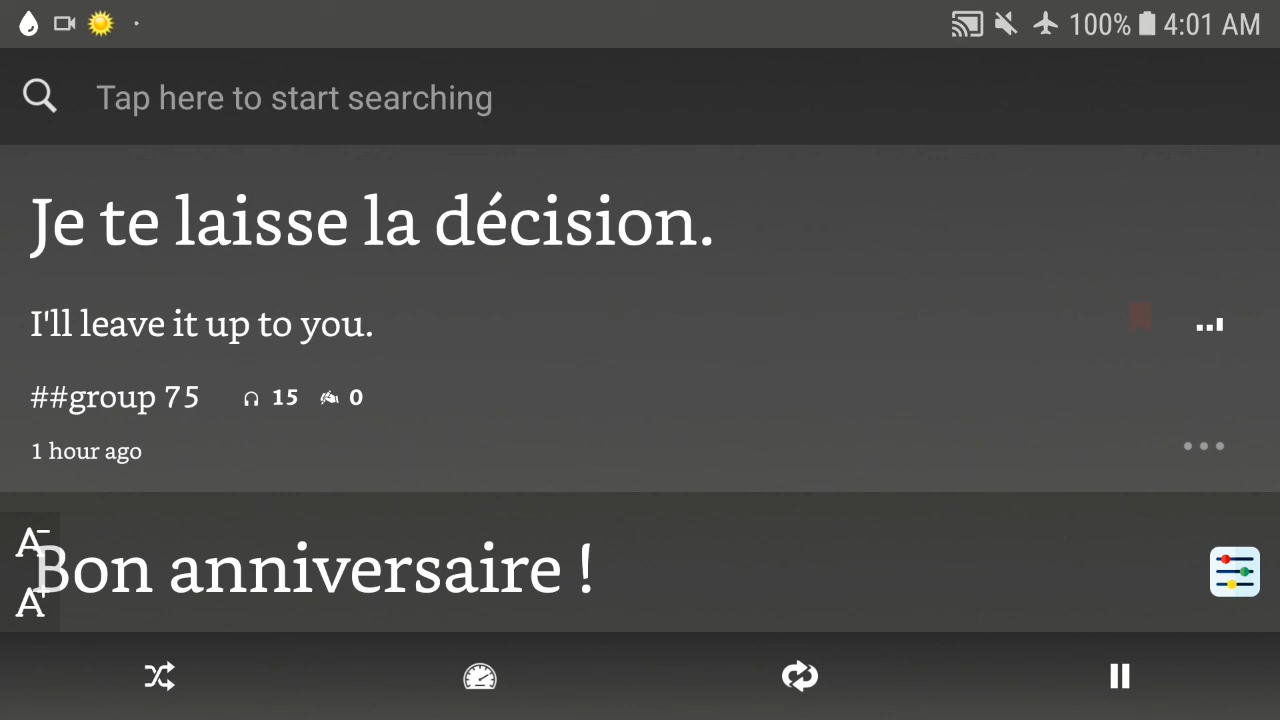 100% 4:01 AM
Tap here to start searching
Je te laisse la décision.
I'll leave it up to you.
##group 75 15 0
1 hour ago
A-
Bon anniversaire !
A+